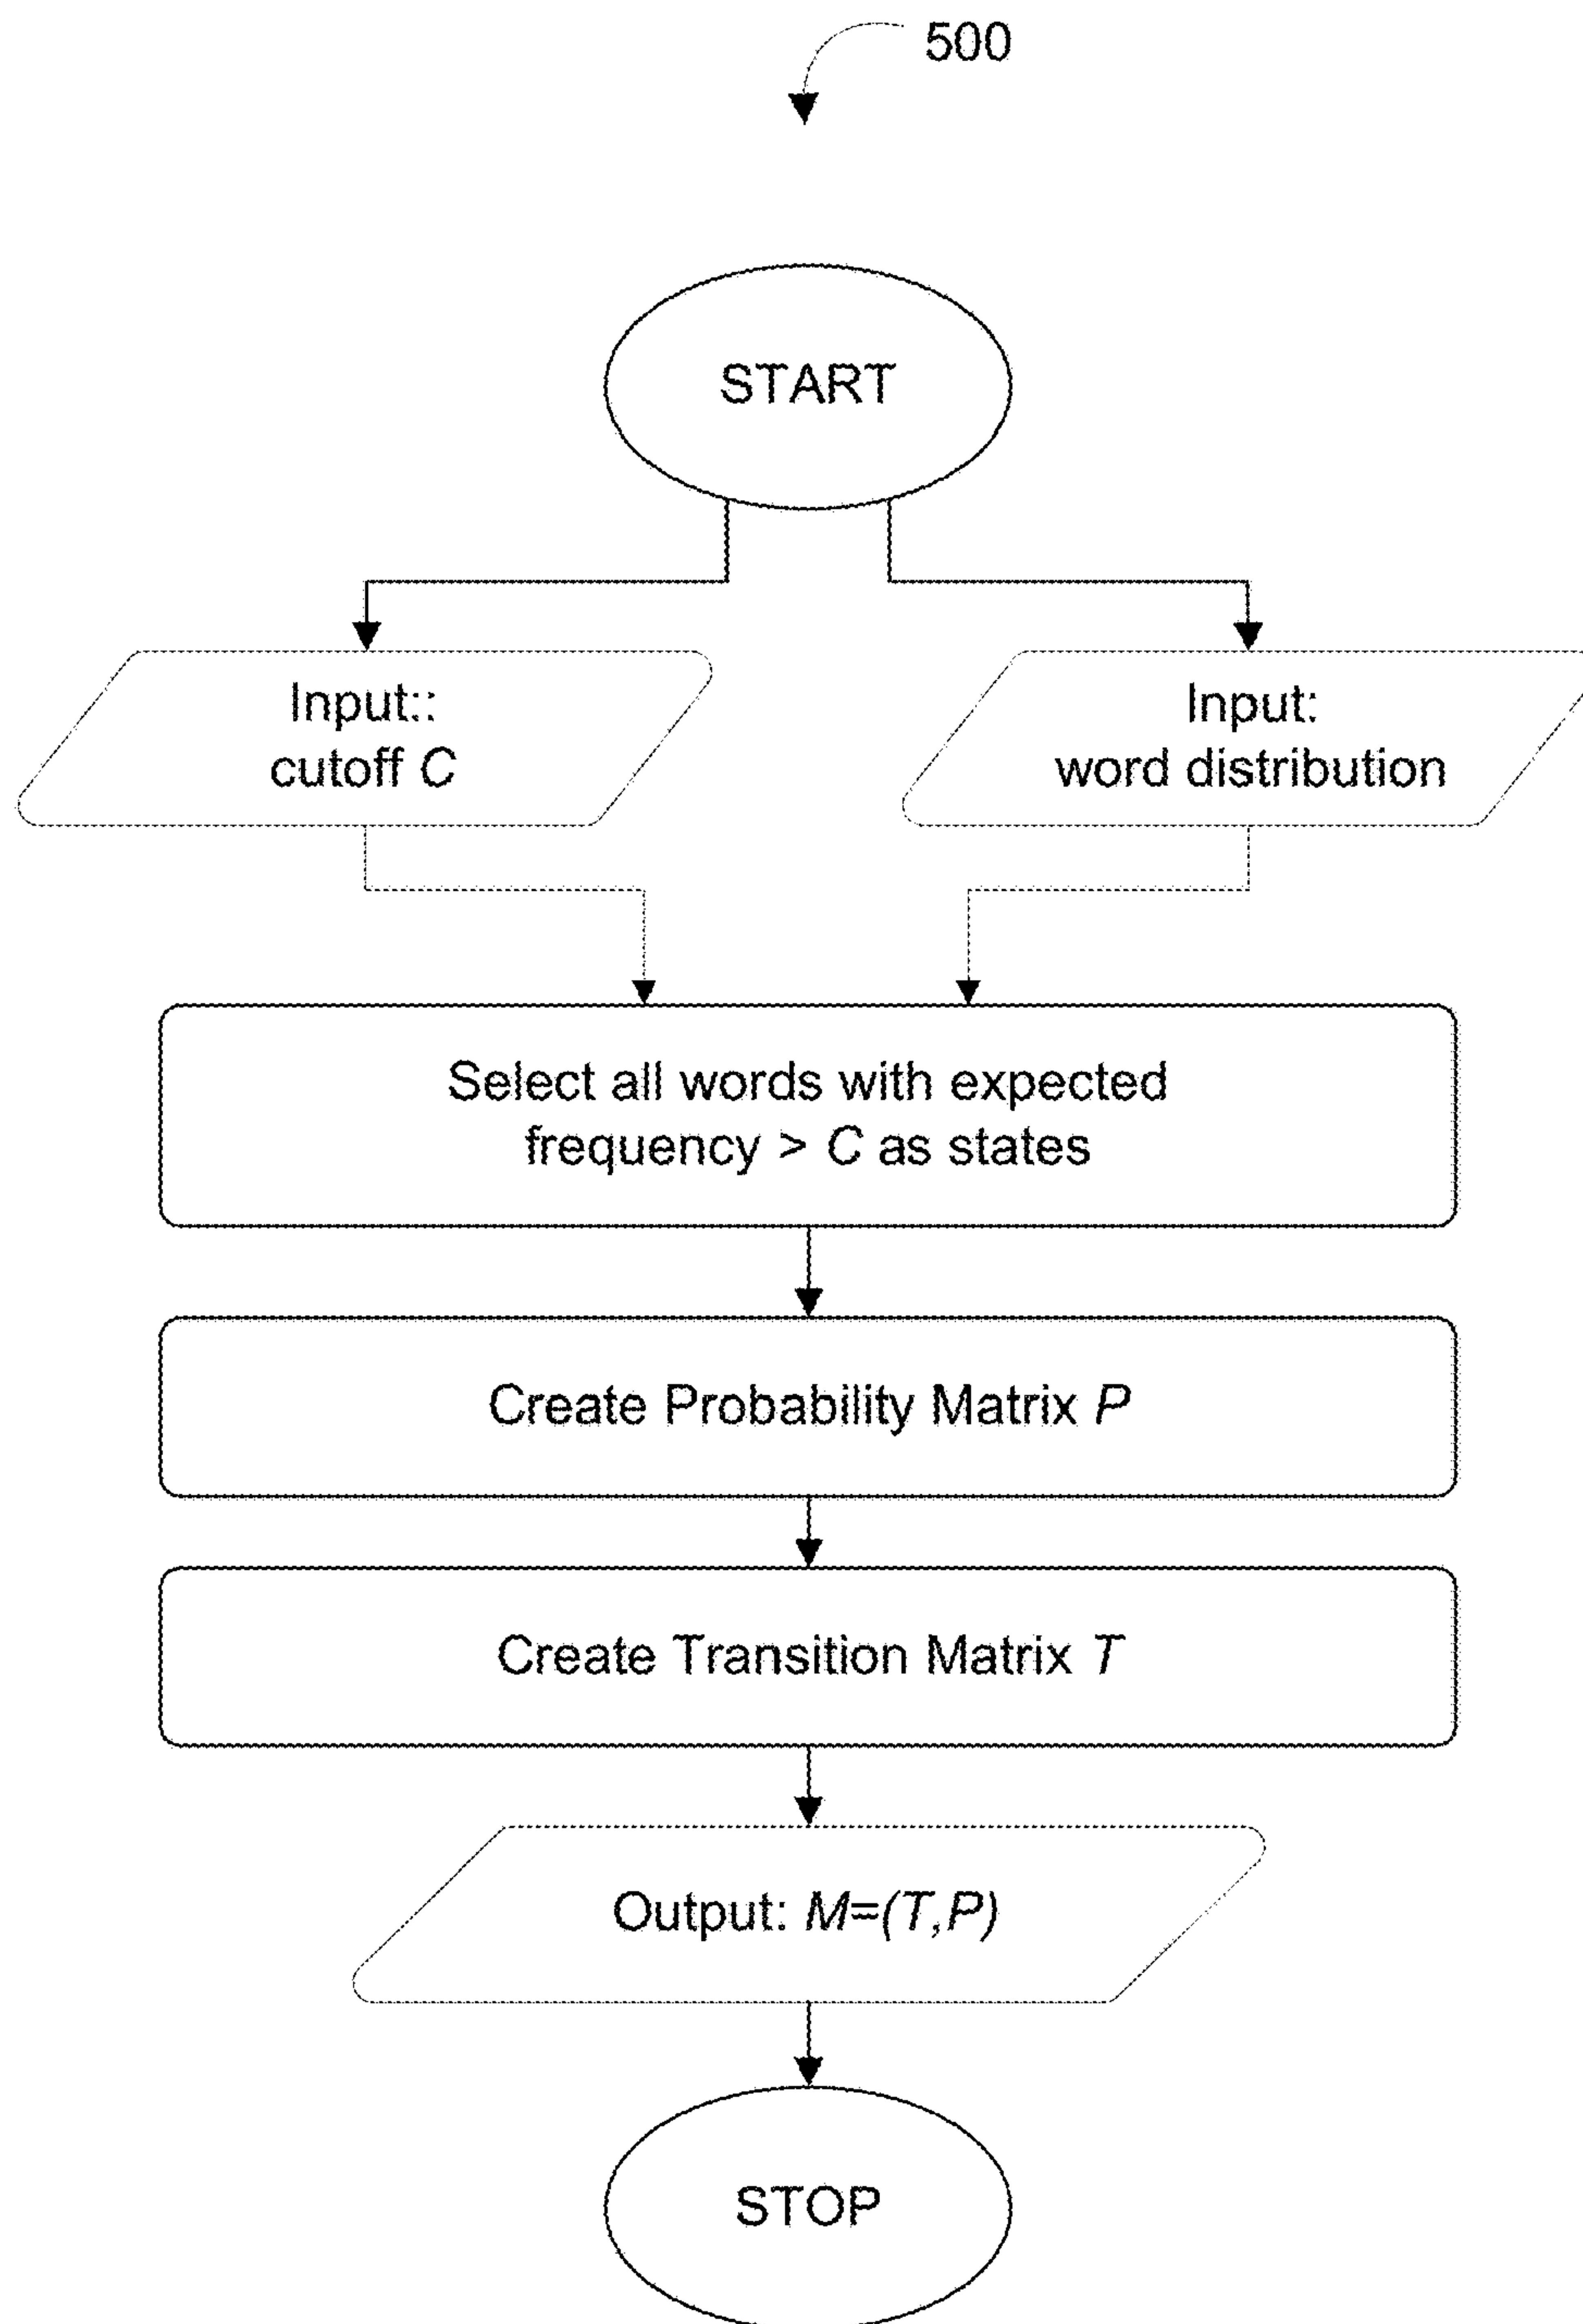 500
START
Input::
cutoff C
Input:
word distribution
Select all words with expected
frequency > C as states
Create Probability Matrix P
Create Transition Matrix T
Output: M=(T,P)
STOP